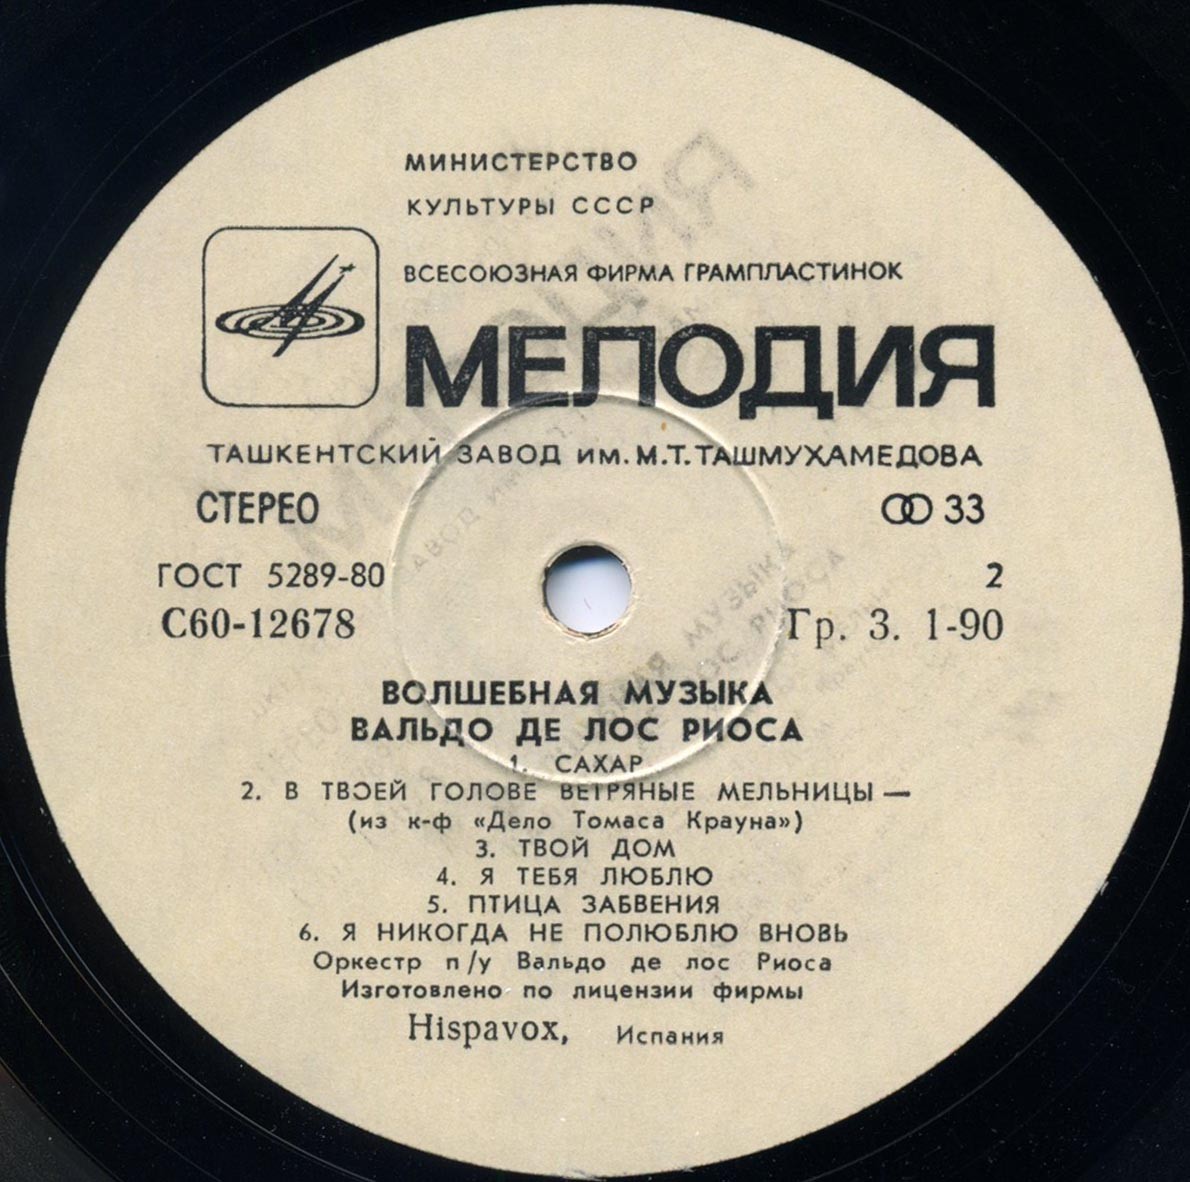 МИНИСТЕРСТВО
КУЛЬТУРЫ СССР
ВСЕСОЮЗНАЯ ФИРМА ГРАМПЛАСТИНОК
МЕЛОДИЯ
ТАШКЕНТСКИЙ ЗАВОД им. М.Т. ТАШМУХАМЕДОВА
СТЕРЕО 33
ГОСТ 5289-80 2
С60-12678 Гр. 3. 1-90
ВОЛШЕБНАЯ МУЗЫКА
ВАЛЬДО ДЕ ЛОС РИОСА
1. САХАР
2. В ТВОЕЙ ГОЛОВЕ ВЕТРЯНЫЕ МЕЛЬНИЦЫ —
(из к-ф «Дело Томаса Крауна»)
3. ТВОЙ ДОМ
4. Я ТЕБЯ ЛЮБЛЮ
5. ПТИЦА ЗАБВЕНИЯ
6. Я НИКОГДА НЕ ПОЛЮБЛЮ ВНОВЬ
Оркестр п/у Вальдо де лос Риоса
Изготовлено по лицензии фирмы
Hispavox, Испания